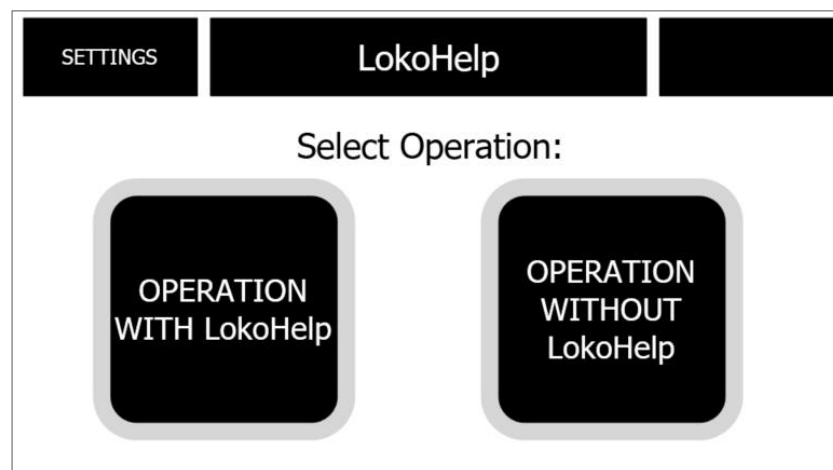 SETTINGS
LokoHelp
Select Operation:
OPERATION
WITH LokoHelp
OPERATION
WITHOUT
LokoHelp